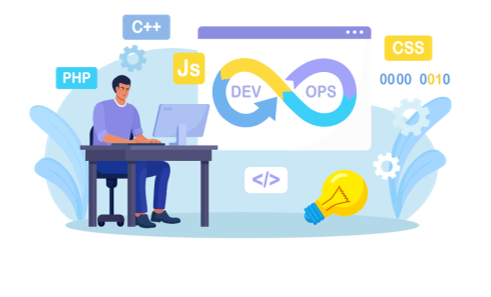 C++
CSS
Js
PHP
DEV
OPS
0000 0010
</>